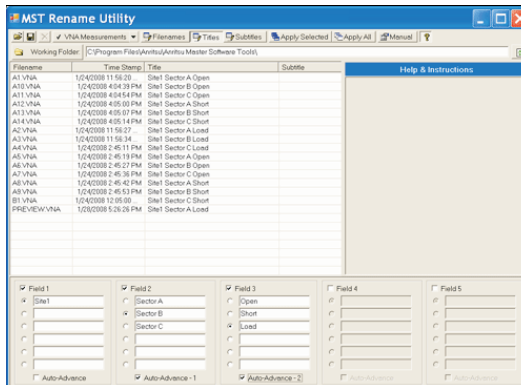 MST Rename Utility
VNA Measurements Filenames Titles Subtitles Apply Selected Apply All Manual
Working Folder: C:\Program Files\Anritsu\Anritsu Master Software Tools\
Filename Time Stamp Title Subtitle
Help & Instructions
A1.VNA 1/24/2008 11:56:20 ... Site1 Sector A Open
A10.VNA 1/24/2008 4:04:39 PM Site1 Sector B Open
A11.VNA 1/24/2008 4:04:54 PM Site1 Sector C Open
A12.VNA 1/24/2008 4:05:00 PM Site1 Sector A Short
A13.VNA 1/24/2008 4:05:07 PM Site1 Sector B Short
A14.VNA 1/24/2008 4:05:14 PM Site1 Sector C Short
A2.VNA 1/24/2008 11:56:27 ... Site1 Sector A Load
A3.VNA 1/24/2008 11:56:34 ... Site1 Sector B Load
A4.VNA 1/24/2008 2:45:11 PM Site1 Sector C Load
A5.VNA 1/24/2008 2:45:19 PM Site1 Sector A Open
A6.VNA 1/24/2008 2:45:27 PM Site1 Sector B Open
A7.VNA 1/24/2008 2:45:36 PM Site1 Sector C Open
A8.VNA 1/24/2008 2:45:42 PM Site1 Sector A Short
A9.VNA 1/24/2008 2:45:53 PM Site1 Sector B Short
B1.VNA 1/24/2008 12:05:00 ... Site1 Sector C Short
PREVIEW.VNA 1/28/2008 5:26:26 PM Site1 Sector A Load
Field 1 Field 2 Field 3 Field 4 Field 5
Site1 Sector A Open
Sector B Short
Sector C Load
Auto-Advance Auto-Advance - 1 Auto-Advance - 2 Auto-Advance Auto-Advance